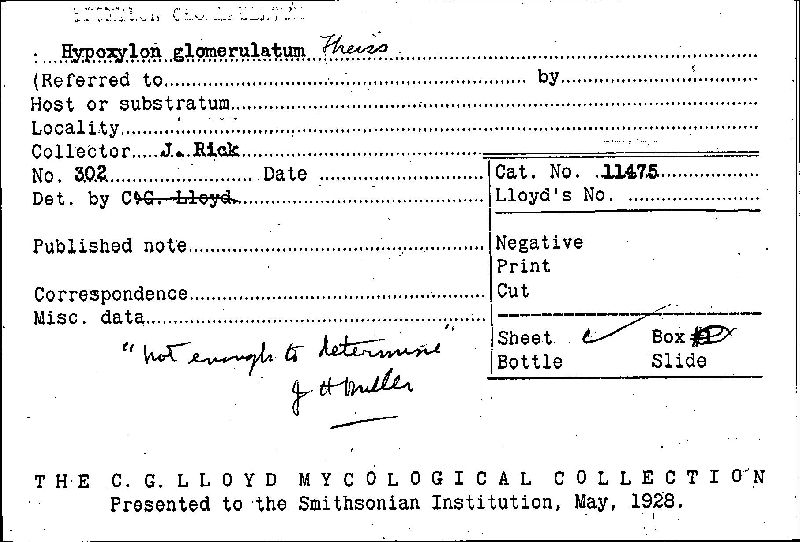 : Hypoxylon glomerulatum Theiss
(Referred to.................... by....................
Host or substratum....................
Locality....................
Collector.... J. Rick....................
No. 302.................... Date ....................
Det. by C.G. Lloyd.
Cat. No. 11475....................
Lloyd's No. ....................
Published note....................
Correspondence....................
Misc. data....................
Negative
Print
Cut
Sheet Box
Bottle Slide
"not enough to determine"
J H Miller
THE C. G. LLOYD MYCOLOGICAL COLLECTION
Presented to the Smithsonian Institution, May, 1928.